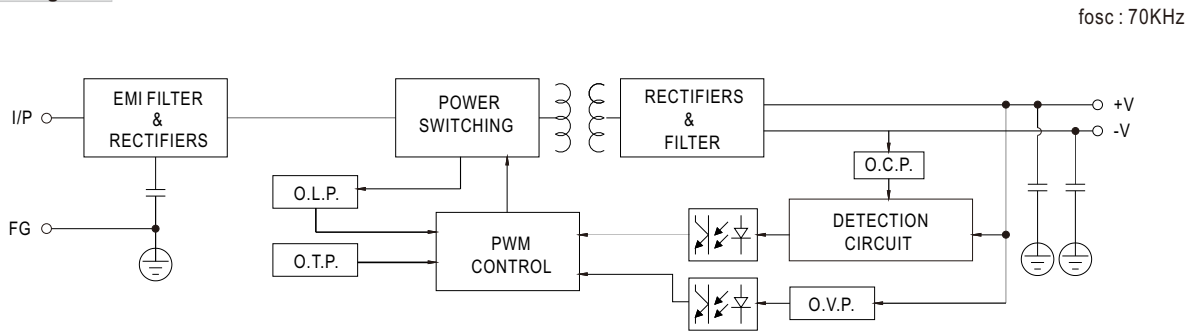 fosc : 70KHz
I/P
EMI FILTER
&
RECTIFIERS
POWER
SWITCHING
RECTIFIERS
&
FILTER
+V
-V
O.C.P.
O.L.P.
FG
PWM
CONTROL
DETECTION
CIRCUIT
O.T.P.
O.V.P.